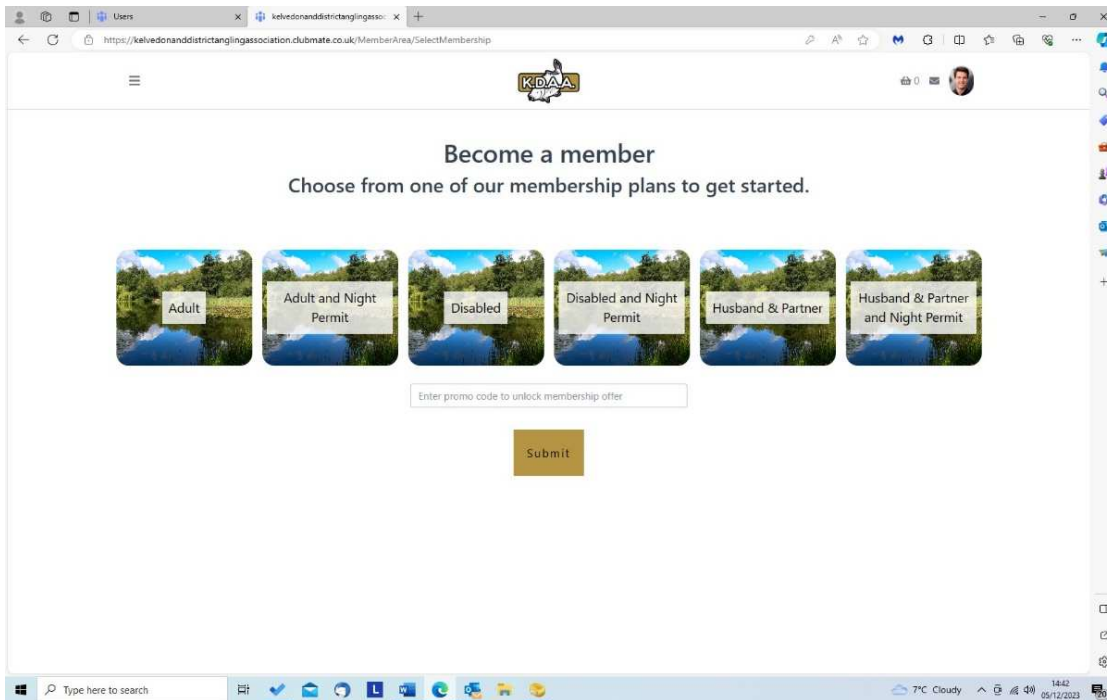 Users
kelvedonanddistrictanglingassoc
https://kelvedonanddistrictanglingassociation.clubmate.co.uk/MemberArea/SelectMembership
K.D.A.A.
0
Become a member
Choose from one of our membership plans to get started.
Adult
Adult and Night
Permit
Disabled
Disabled and Night
Permit
Husband & Partner
Husband & Partner
and Night Permit
Enter promo code to unlock membership offer
Submit
Type here to search
7°C Cloudy
14:42
05/12/2023